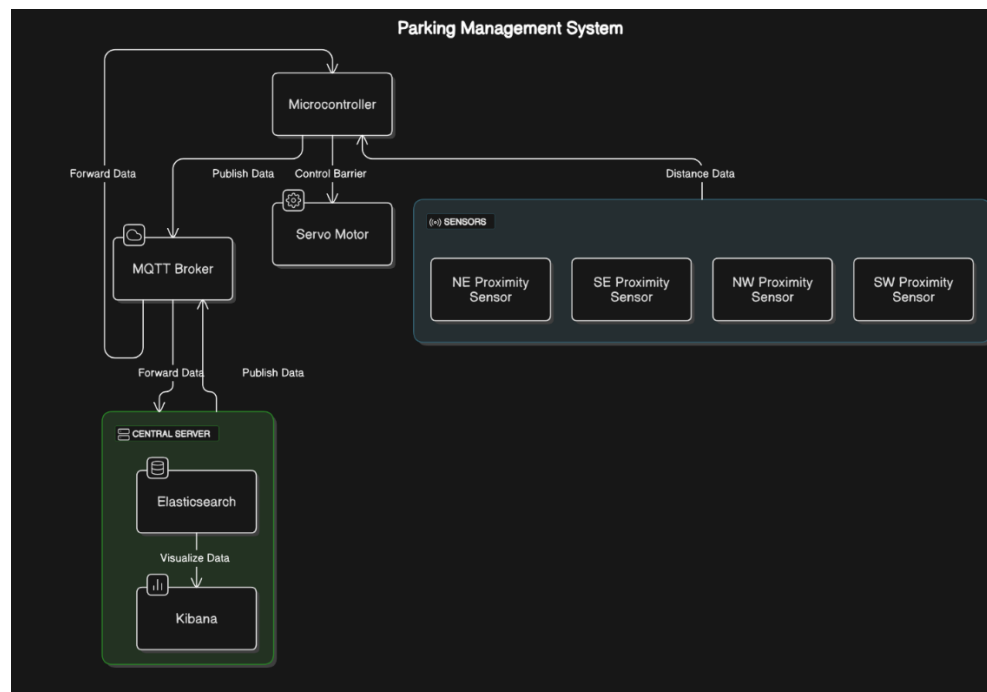 Parking Management System
Microcontroller
Forward Data
Publish Data
Control Barrier
Distance Data
Servo Motor
MQTT Broker
SENSORS
NE Proximity
Sensor
SE Proximity
Sensor
NW Proximity
Sensor
SW Proximity
Sensor
Forward Data
Publish Data
CENTRAL SERVER
Elasticsearch
Visualize Data
Kibana